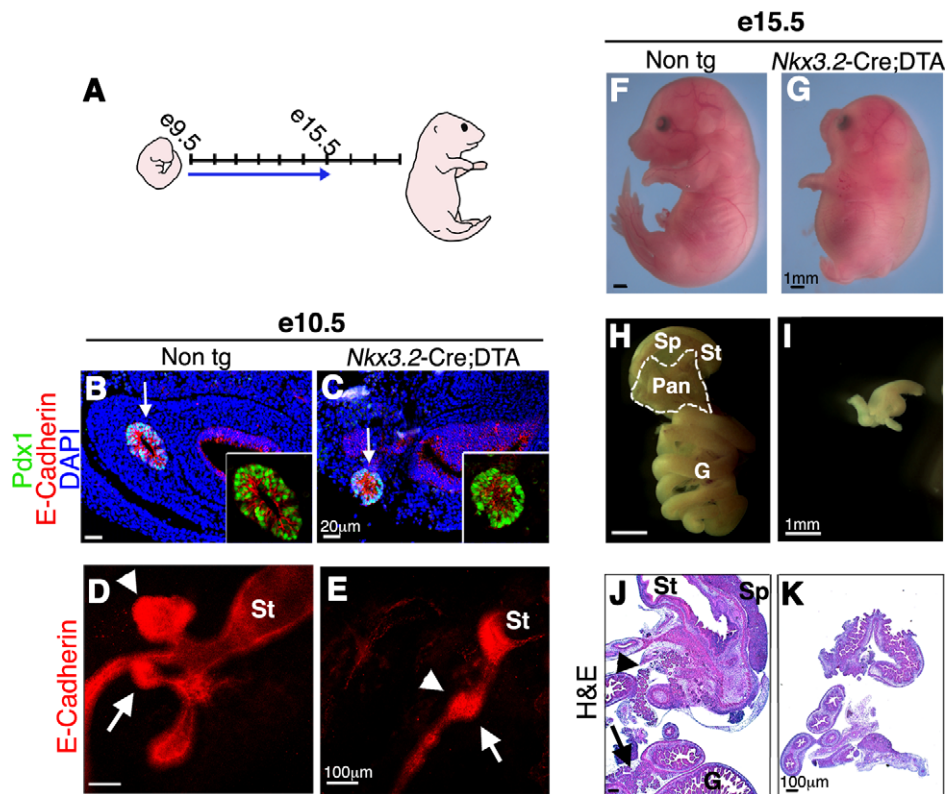 A
e9.5
e15.5
e15.5
Non tg
Nkx3.2-Cre;DTA
F
G
1mm
e10.5
Non tg
Nkx3.2-Cre;DTA
Pdx1
E-Cadherin
DAPI
B
C
20µm
H
Sp
St
Pan
G
I
1mm
E-Cadherin
D
St
E
St
100µm
H&E
J
St
Sp
G
K
100µm